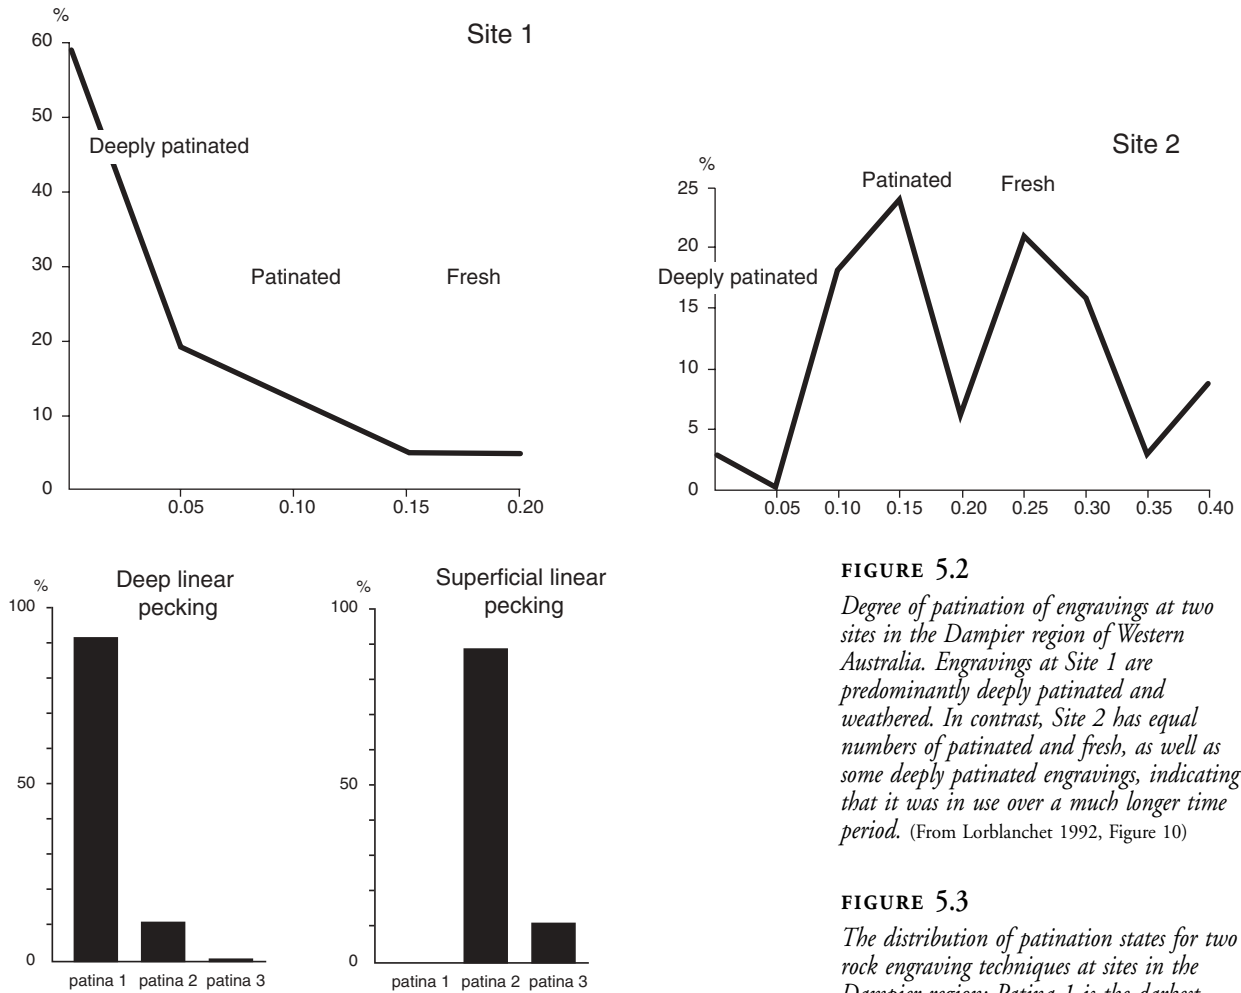 %
Site 1
60
50
Deeply patinated
40
30
Patinated
Fresh
20
10
0
0.05 0.10 0.15 0.20
Site 2
%
25
Patinated
Fresh
20
Deeply patinated
15
10
5
0
0.05 0.10 0.15 0.20 0.25 0.30 0.35 0.40
%
Deep linear
pecking
100
50
0
patina 1 patina 2 patina 3
%
Superficial linear
pecking
100
50
0
patina 1 patina 2 patina 3
FIGURE 5.2
Degree of patination of engravings at two
sites in the Dampier region of Western
Australia. Engravings at Site 1 are
predominantly deeply patinated and
weathered. In contrast, Site 2 has equal
numbers of patinated and fresh, as well as
some deeply patinated engravings, indicating
that it was in use over a much longer time
period. (From Lorblanchet 1992, Figure 10)
FIGURE 5.3
The distribution of patination states for two
rock engraving techniques at sites in the
Dampier region: Patina 1 is the darkest